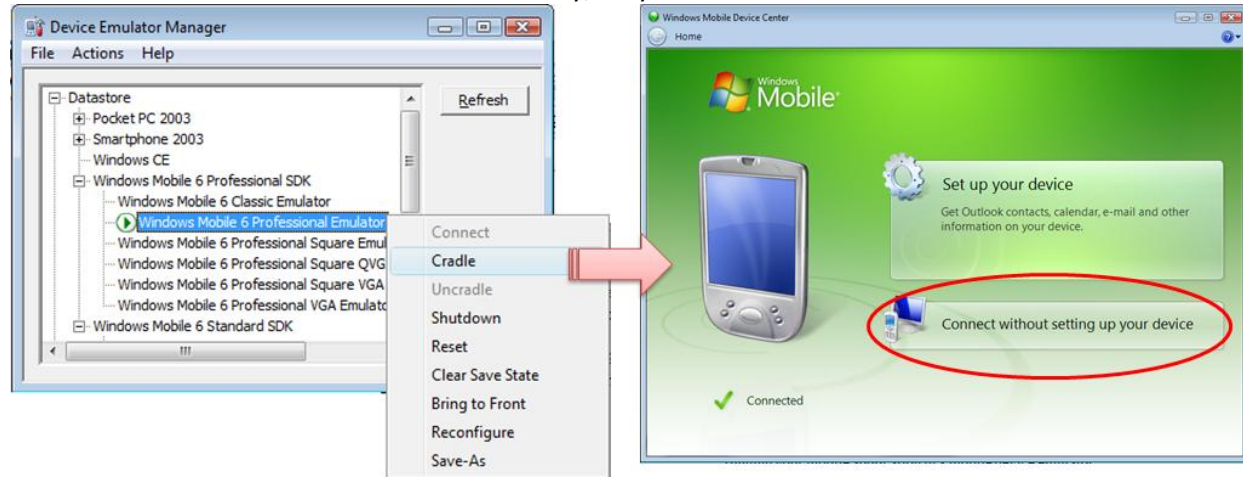 Device Emulator Manager
File Actions Help
Datastore
Pocket PC 2003
Smartphone 2003
Windows CE
Windows Mobile 6 Professional SDK
Windows Mobile 6 Classic Emulator
Windows Mobile 6 Professional Emulator
Windows Mobile 6 Professional Square Emul
Windows Mobile 6 Professional Square QVG
Windows Mobile 6 Professional Square VGA
Windows Mobile 6 Professional VGA Emulato
Windows Mobile 6 Standard SDK
Refresh
Connect
Cradle
Uncradle
Shutdown
Reset
Clear Save State
Bring to Front
Reconfigure
Save-As
Windows Mobile Device Center
Home
Windows
Mobile
Set up your device
Get Outlook contacts, calendar, e-mail and other
information on your device.
Connect without setting up your device
Connected